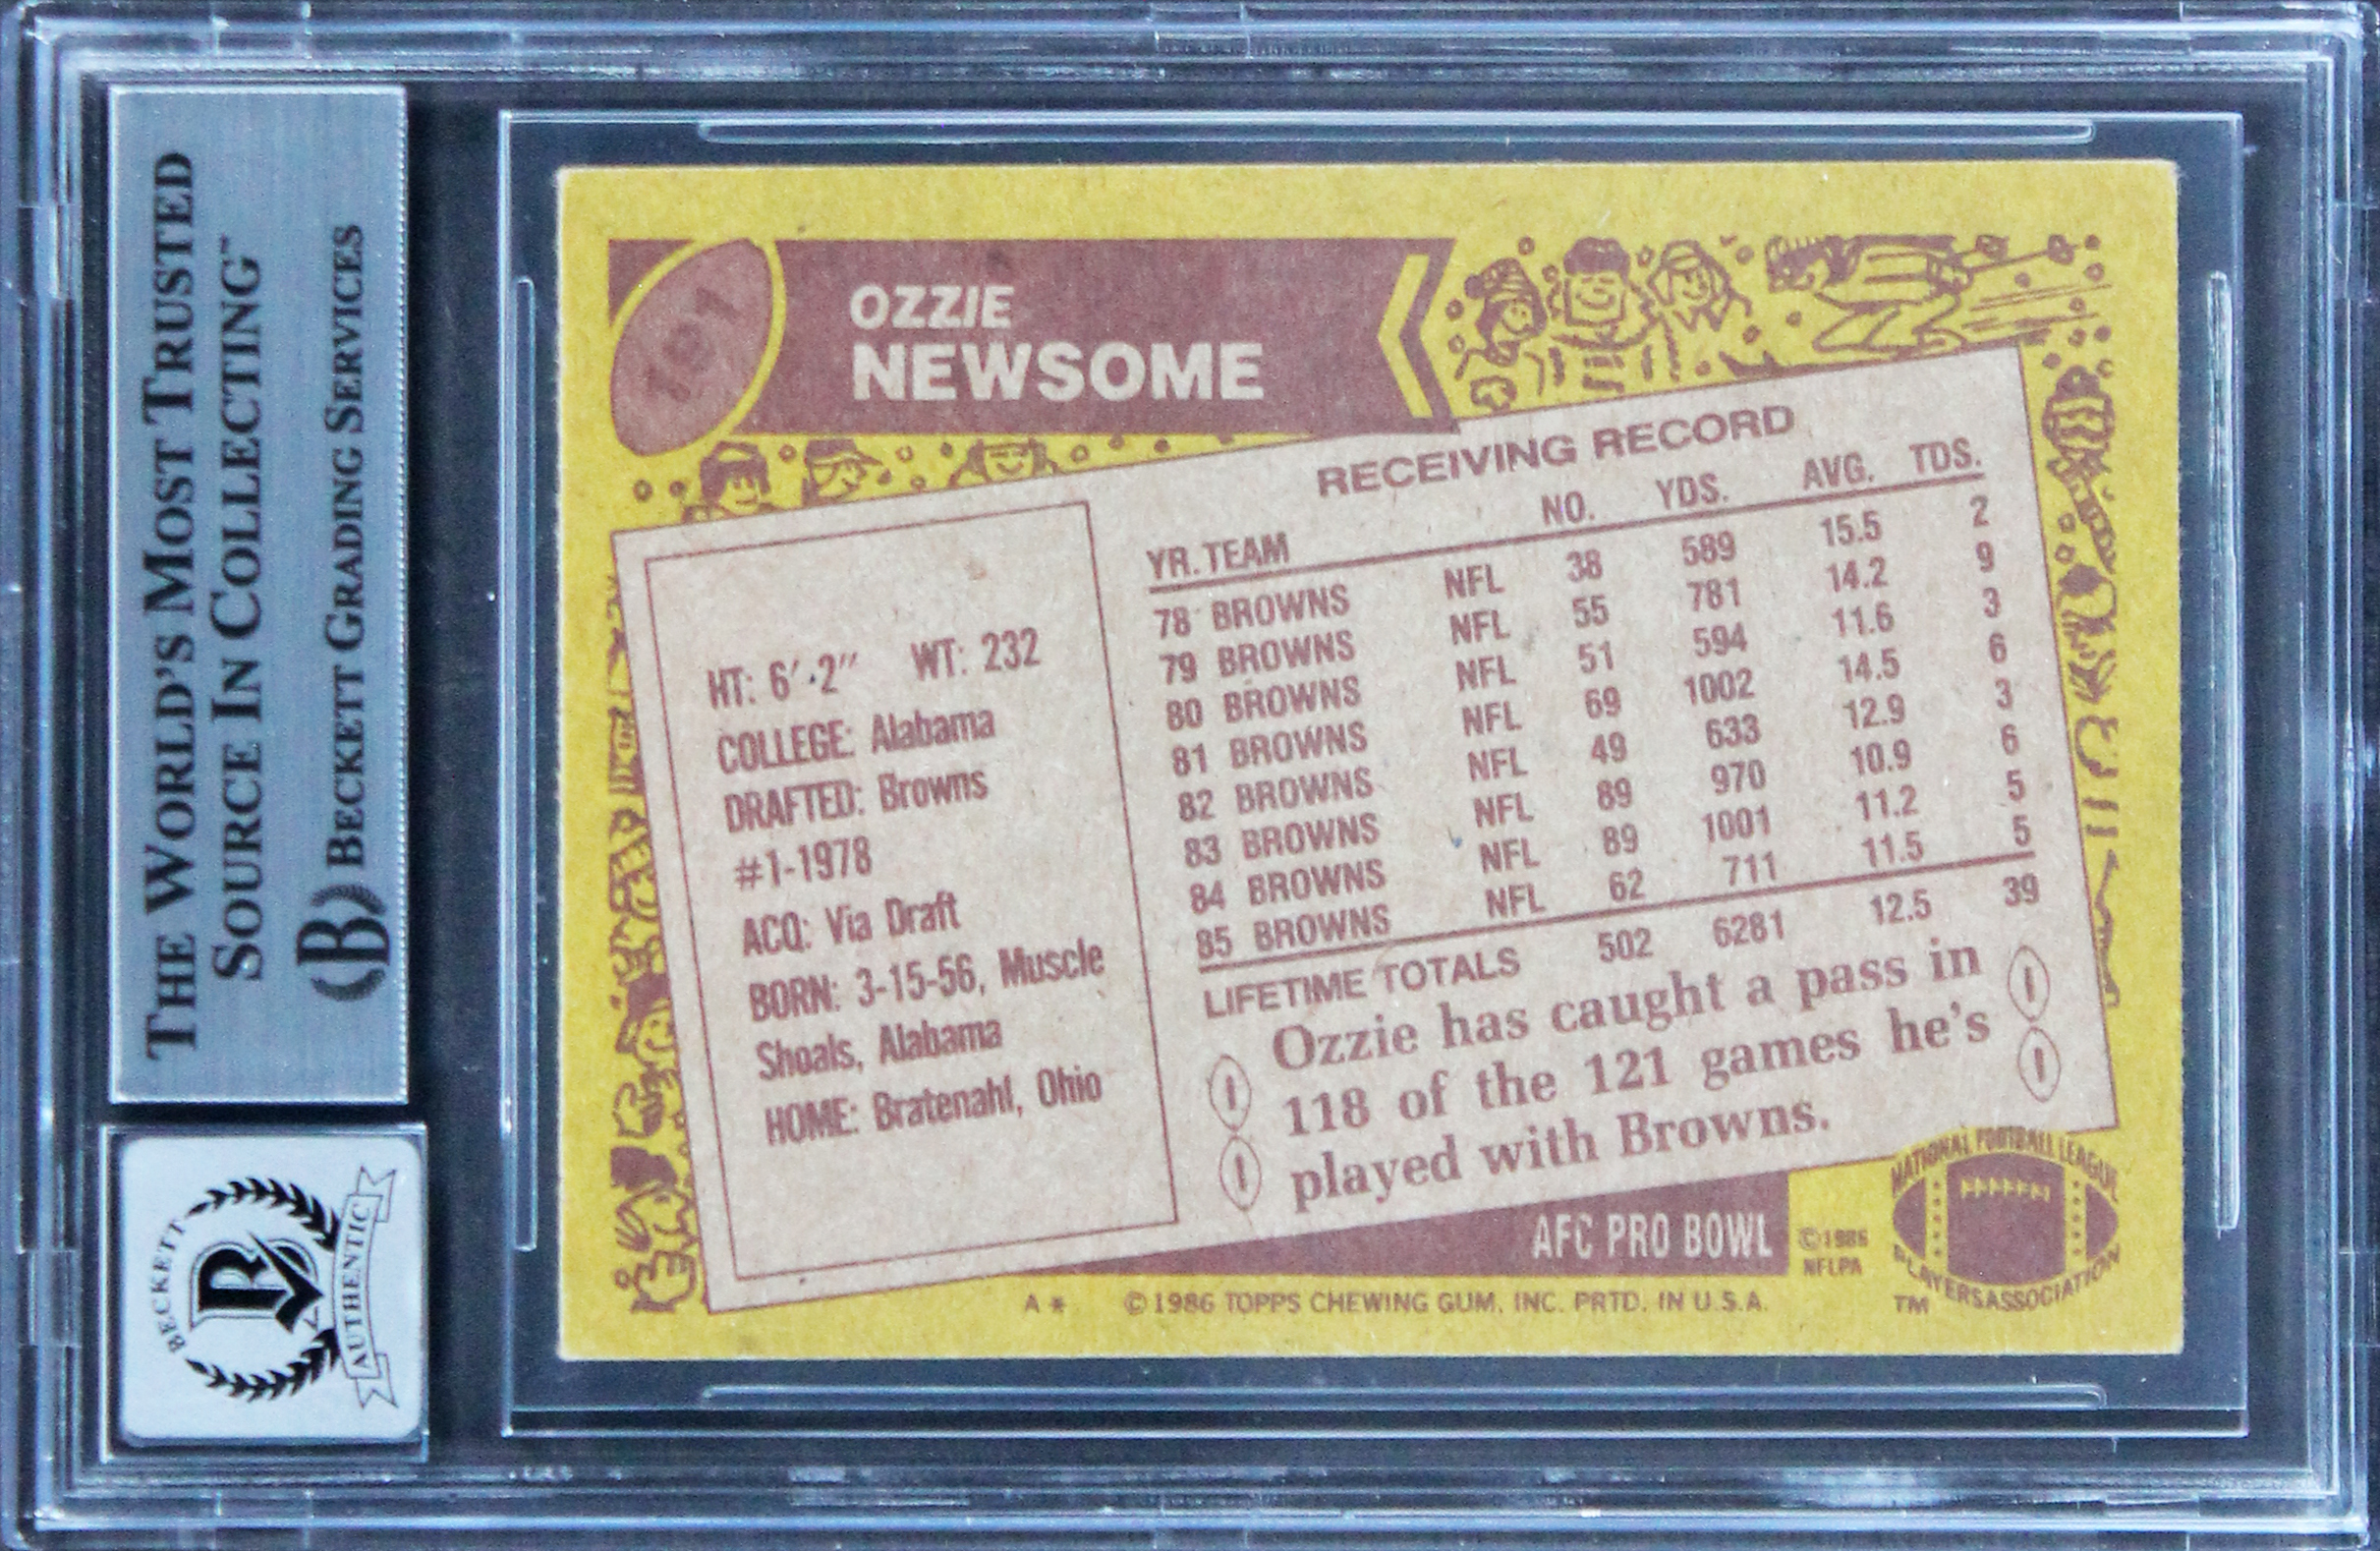 THE WORLD'S MOST TRUSTED
SOURCE IN COLLECTING™
BECKETT GRADING SERVICES
BECKETT
B
AUTHENTIC
191
OZZIE
NEWSOME
HT: 6'-2" WT: 232
COLLEGE: Alabama
DRAFTED: Browns
#1-1978
ACQ: Via Draft
BORN: 3-15-56, Muscle
Shoals, Alabama
HOME: Bratenahl, Ohio
RECEIVING RECORD
YR. TEAM NO. YDS. AVG. TDS.
78 BROWNS NFL 38 589 15.5 2
79 BROWNS NFL 55 781 14.2 9
80 BROWNS NFL 51 594 11.6 3
81 BROWNS NFL 69 1002 14.5 6
82 BROWNS NFL 49 633 12.9 3
83 BROWNS NFL 89 970 10.9 6
84 BROWNS NFL 89 1001 11.2 5
85 BROWNS NFL 62 711 11.5 5
LIFETIME TOTALS 502 6281 12.5 39
Ozzie has caught a pass in
118 of the 121 games he's
played with Browns.
AFC PRO BOWL
©1986
NFLPA
NATIONAL FOOTBALL LEAGUE
PLAYERS ASSOCIATION
TM
A * © 1986 TOPPS CHEWING GUM, INC. PRTD. IN U.S.A.